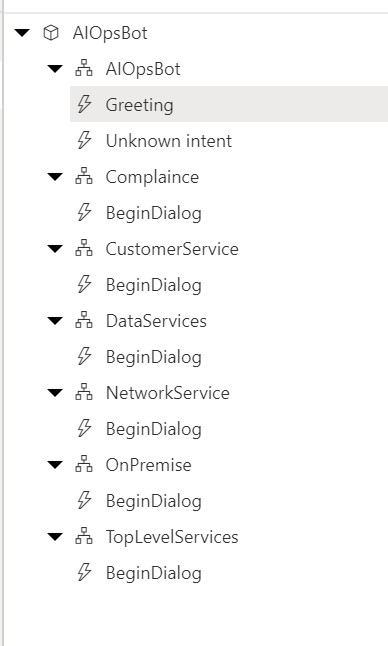 AIOpsBot
AIOpsBot
Greeting
Unknown intent
Complaince
BeginDialog
CustomerService
BeginDialog
DataServices
BeginDialog
NetworkService
BeginDialog
OnPremise
BeginDialog
TopLevelServices
BeginDialog